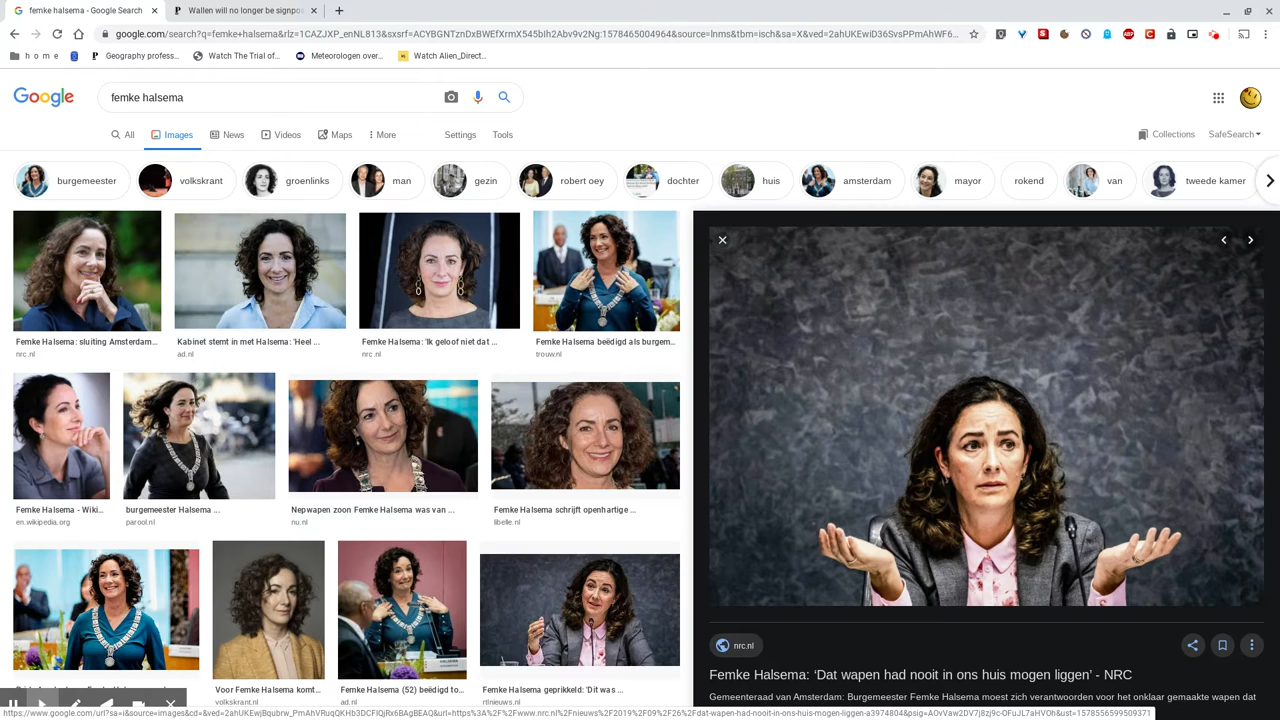 femke halsema - Google Search
Wallen will no longer be signpo
google.com/search?q=femke+halsema&rlz=1CAZJXP_enNL813&sxsrf=ACYBGNTznDxBWEfXrmX545bih2Abv9v2Ng:1578465004964&source=lnms&tbm=isch&sa=X&ved=2ahUKEwiD36SvsPPmAhWF6…
h o m e
Geography profess…
Watch The Trial of…
Meteorologen over…
Watch Alien_Direct…
Google
femke halsema
All
Images
News
Videos
Maps
More
Settings
Tools
Collections
SafeSearch
burgemeester
volkskrant
groenlinks
man
gezin
robert oey
dochter
huis
amsterdam
mayor
rokend
van
tweede kamer
Femke Halsema: sluiting Amsterdam…
nrc.nl
Kabinet stemt in met Halsema: 'Heel ...
ad.nl
Femke Halsema: 'Ik geloof niet dat ...
nrc.nl
Femke Halsema beëdigd als burgem…
trouw.nl
Femke Halsema - Wiki…
en.wikipedia.org
burgemeester Halsema ...
parool.nl
Nepwapen zoon Femke Halsema was van ...
nu.nl
Femke Halsema schrijft openhartige ...
libelle.nl
Voor Femke Halsema komt…
volkskrant.nl
Femke Halsema (52) beëdigd to…
ad.nl
Femke Halsema geprikkeld: 'Dit was ...
rtlnieuws.nl
nrc.nl
Femke Halsema: ‘Dat wapen had nooit in ons huis mogen liggen’ - NRC
Gemeenteraad van Amsterdam: Burgemeester Femke Halsema moest zich verantwoorden voor het onklaar gemaakte wapen dat